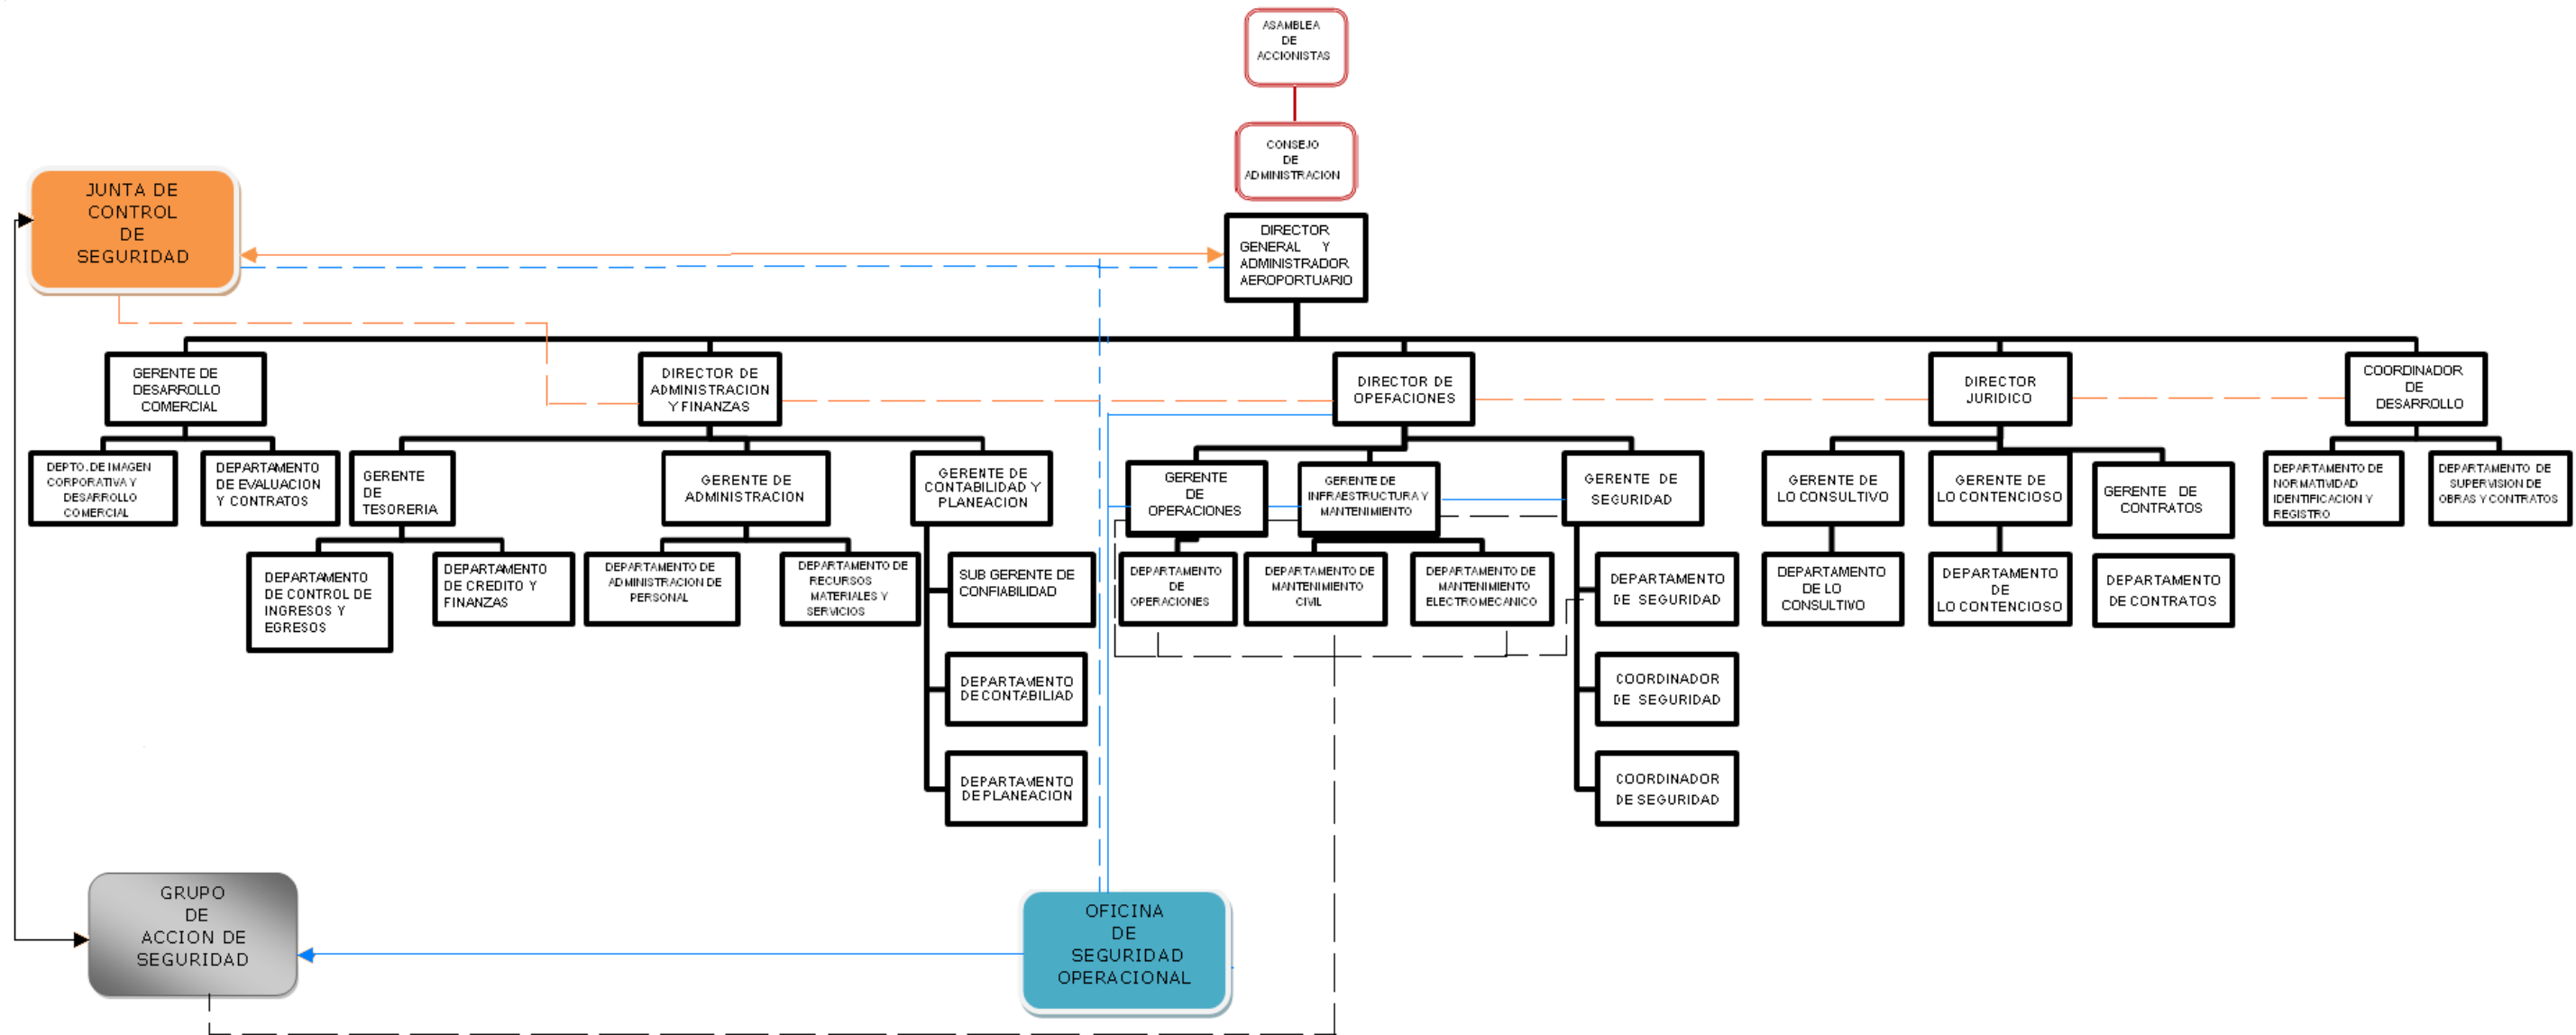 ASAMBLEA
DE
ACCIONISTAS
CONSEJO
DE
ADMINISTRACION
JUNTA DE
CONTROL
DE
SEGURIDAD
DIRECTOR
GENERAL Y
ADMINISTRADOR
AEROPORTUARIO
GERENTE DE
DESARROLLO
COMERCIAL
DIRECTOR DE
ADMINISTRACION
Y FINANZAS
DIRECTOR DE
OPEFACIONES
DIRECTOR
JURIDICO
COORDINADOR
DE
DESARROLLO
DEPTO. DE IMAGEN
CORPORATIVA Y
DESARROLLO
COMERCIAL
DEPARTAMENTO
DE EVALUACION
Y CONTRATOS
GERENTE
DE
TESORERIA
GERENTE DE
ADMINISTRACION
GERENTE DE
CONTABILIDAD Y
PLANEACION
GERENTE
DE
OPERACIONES
GERENTE DE
INFRAESTRUCTURA Y
MANTENIMIENTO
GERENTE DE
SEGURIDAD
GERENTE DE
LO CONSULTIVO
GERENTE DE
LO CONTENCIOSO
GERENTE DE
CONTRATOS
DEPARTAMENTO DE
NORMATIVIDAD
IDENTIFICACION Y
REGISTRO
DEPARTAMENTO DE
SUPERVISION DE
OBRAS Y CONTRATOS
DEPARTAMENTO
DE CONTROL DE
INGRESOS Y
EGRESOS
DEPARTAMENTO
DE CREDITO Y
FINANZAS
DEPARTAMENTO DE
ADMINISTRACION DE
PERSONAL
DEPARTAMENTO DE
RECURSOS
MATERIALES Y
SERVICIOS
SUB GERENTE DE
CONFIABILIDAD
DEPARTAMENTO
DE
OPERACIONES
DEPARTAMENTO DE
MANTENIMIENTO
CIVIL
DEPARTAMENTO DE
MANTENIMIENTO
ELECTROMECANICO
DEPARTAMENTO
DE SEGURIDAD
DEPARTAMENTO
DE LO
CONSULTIVO
DEPARTAMENTO
DE
LO CONTENCIOSO
DEPARTAMENTO
DE CONTRATOS
DEPARTAMENTO
DE CONTABILIAD
COORDINADOR
DE SEGURIDAD
DEPARTAMENTO
DE PLANEACION
COORDINADOR
DE SEGURIDAD
GRUPO
DE
ACCION DE
SEGURIDAD
OFICINA
DE
SEGURIDAD
OPERACIONAL